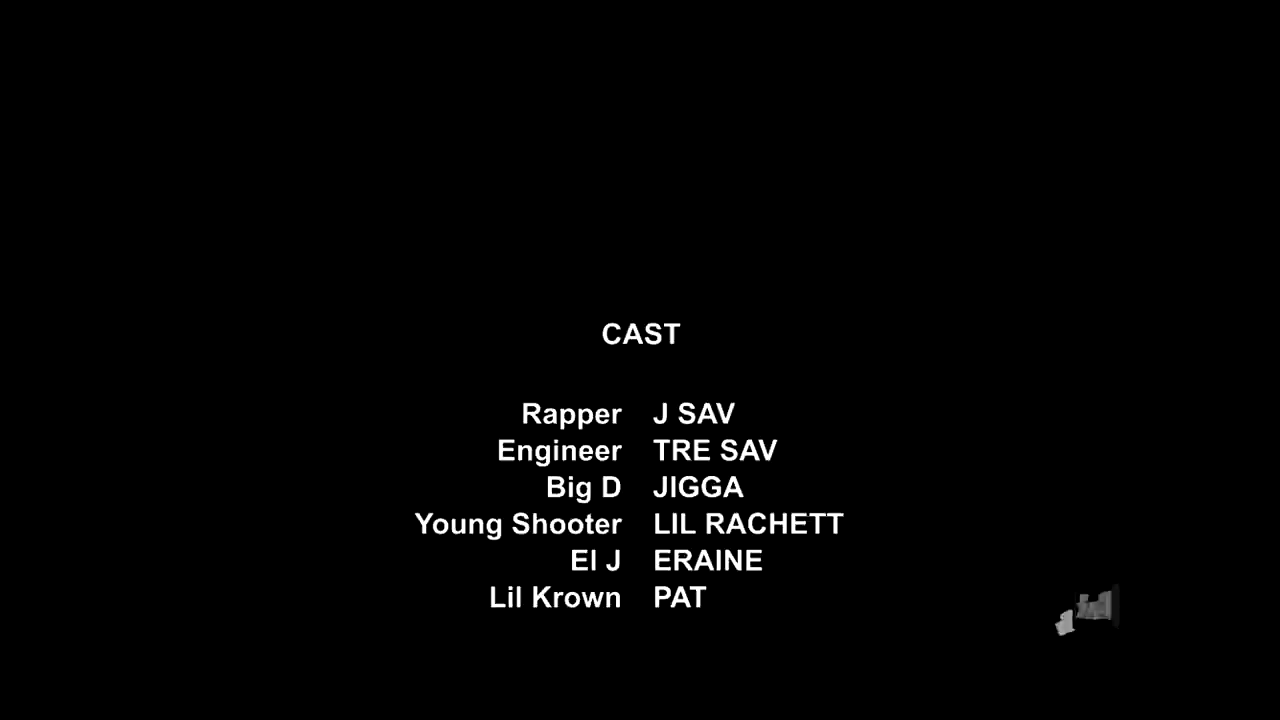 CAST
Rapper J SAV
Engineer TRE SAV
Big D JIGGA
Young Shooter LIL RACHETT
El J ERAINE
Lil Krown PAT